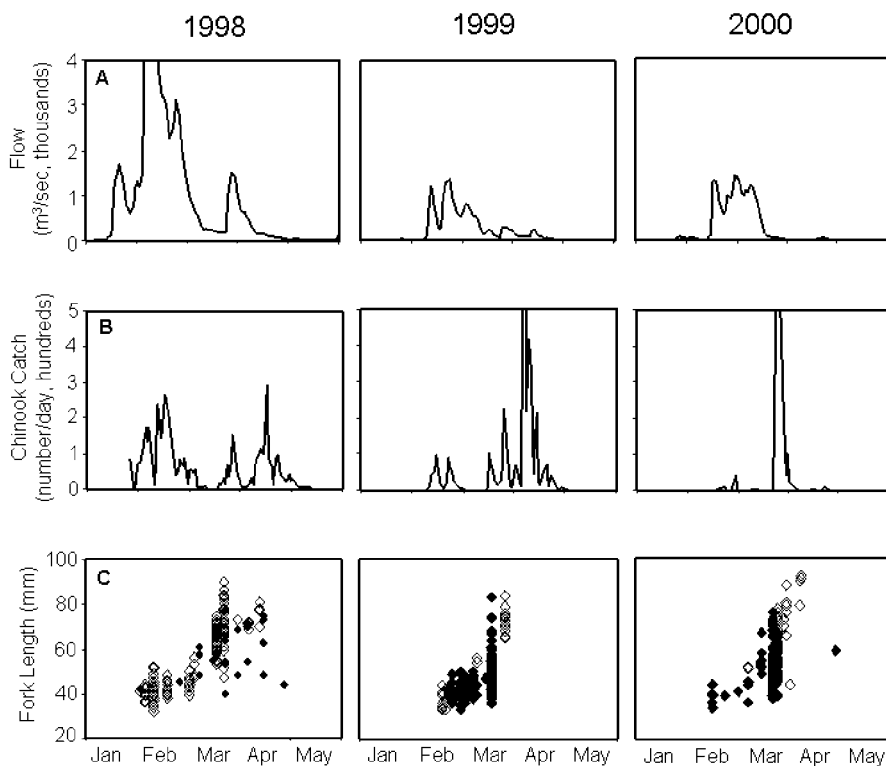 1998 1999 2000
A
Flow
(m³/sec, thousands)
4
3
2
1
0
B
Chinook Catch
(number/day, hundreds)
5
4
3
2
1
0
C
Fork Length (mm)
100
80
60
40
20
Jan Feb Mar Apr May Jan Feb Mar Apr May Jan Feb Mar Apr May